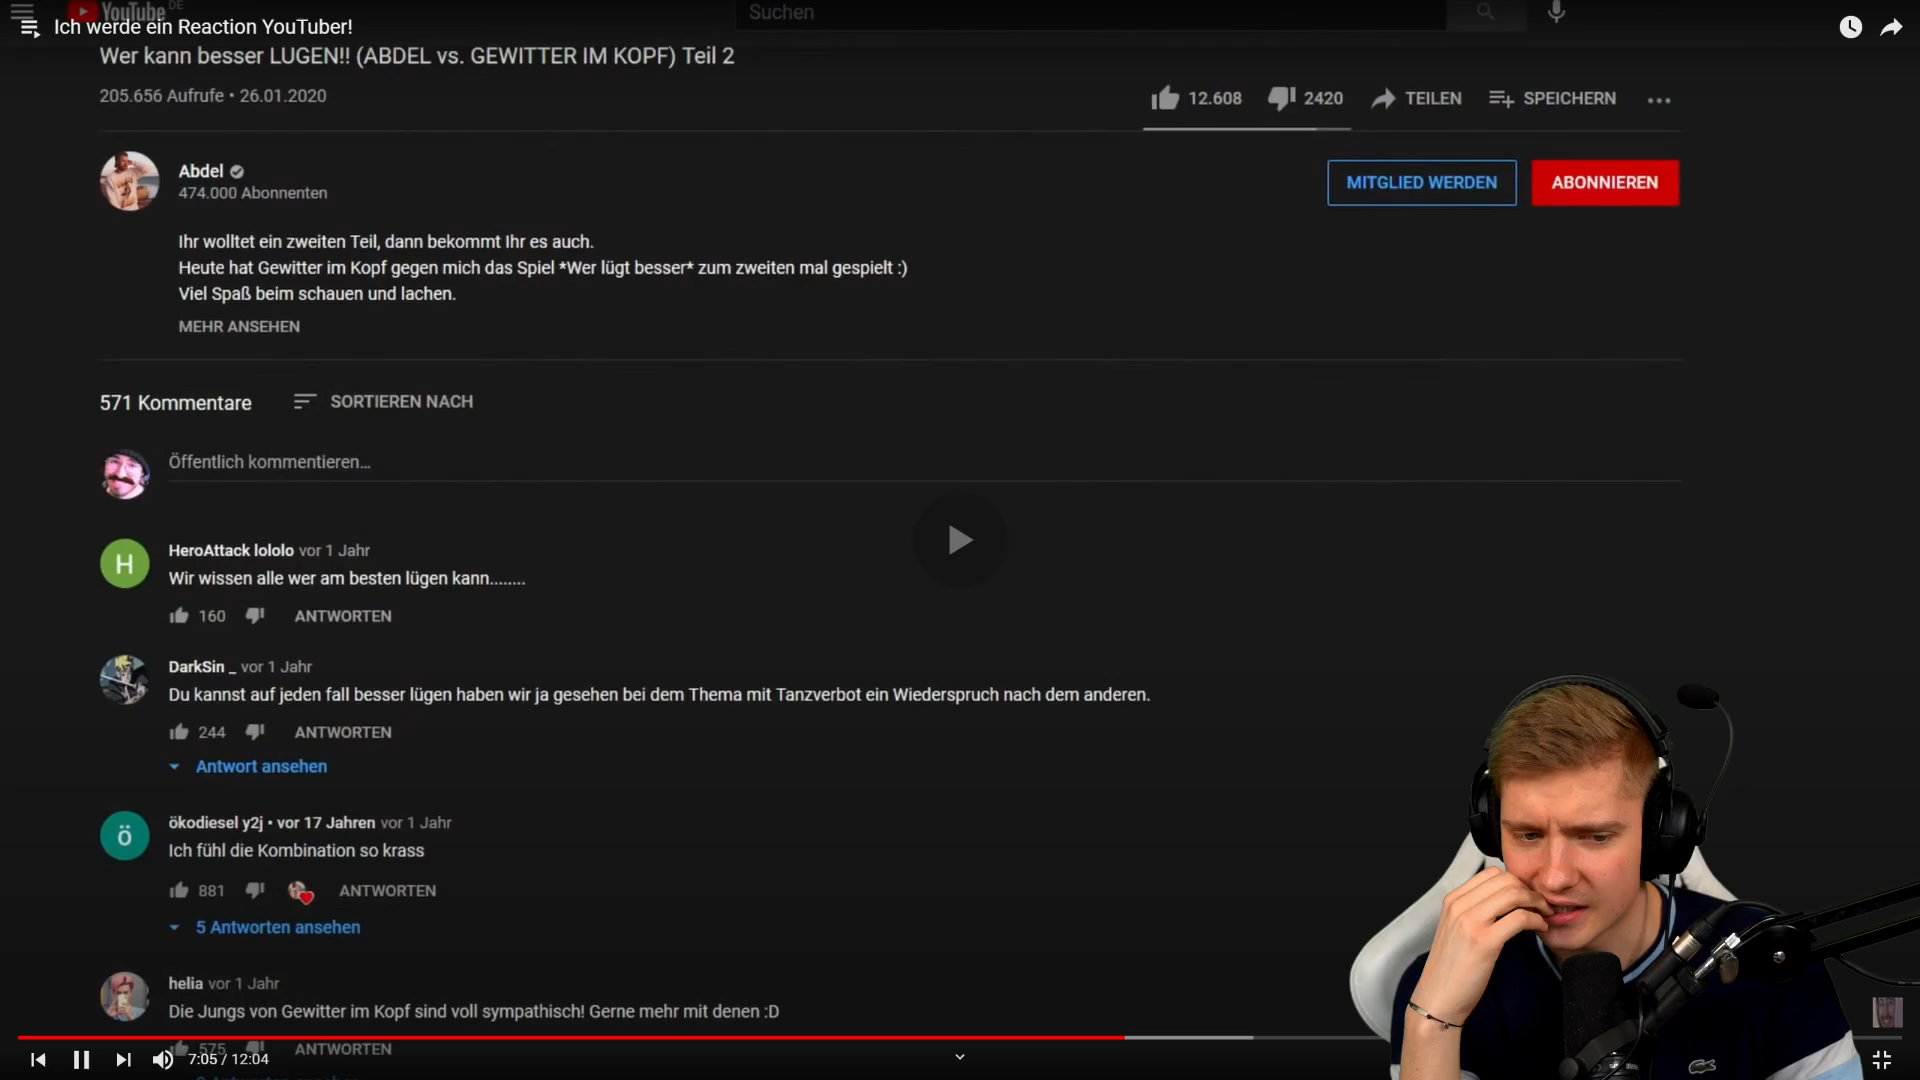 YouTube DE
Suchen
Ich werde ein Reaction YouTuber!
Wer kann besser LÜGEN!! (ABDEL vs. GEWITTER IM KOPF) Teil 2
205.656 Aufrufe • 26.01.2020
12.608 2420 TEILEN SPEICHERN
Abdel
474.000 Abonnenten
MITGLIED WERDEN ABONNIEREN
Ihr wolltet ein zweiten Teil, dann bekommt Ihr es auch.
Heute hat Gewitter im Kopf gegen mich das Spiel *Wer lügt besser* zum zweiten mal gespielt :)
Viel Spaß beim schauen und lachen.
MEHR ANSEHEN
571 Kommentare SORTIEREN NACH
Öffentlich kommentieren...
H
HeroAttack lololo vor 1 Jahr
Wir wissen alle wer am besten lügen kann........
160 ANTWORTEN
DarkSin _ vor 1 Jahr
Du kannst auf jeden fall besser lügen haben wir ja gesehen bei dem Thema mit Tanzverbot ein Wiederspruch nach dem anderen.
244 ANTWORTEN
Antwort ansehen
ö
ökodiesel y2j • vor 17 Jahren vor 1 Jahr
Ich fühl die Kombination so krass
881 ANTWORTEN
5 Antworten ansehen
helia vor 1 Jahr
Die Jungs von Gewitter im Kopf sind voll sympathisch! Gerne mehr mit denen :D
575 ANTWORTEN
7:05 / 12:04